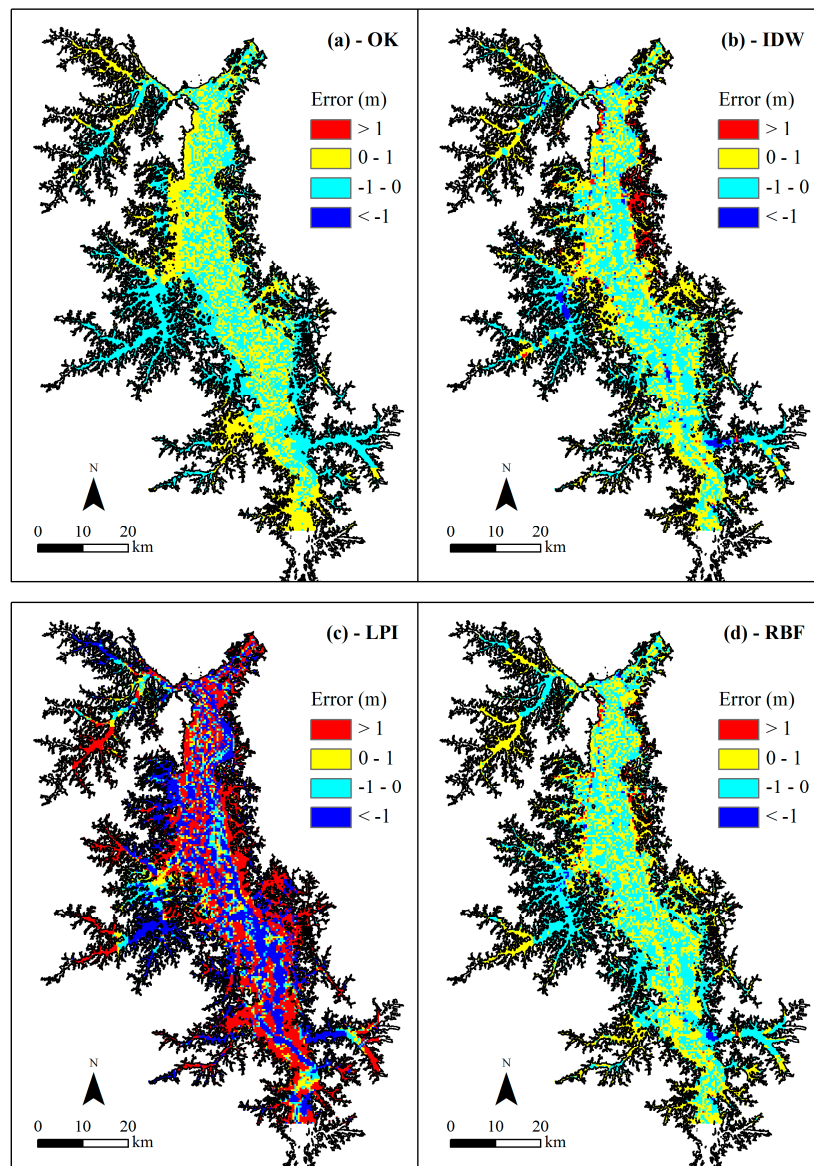 (a) - OK
Error (m)
> 1
0 - 1
-1 - 0
< -1
N
0 10 20
km
(b) - IDW
Error (m)
> 1
0 - 1
-1 - 0
< -1
N
0 10 20
km
(c) - LPI
Error (m)
> 1
0 - 1
-1 - 0
< -1
N
0 10 20
km
(d) - RBF
Error (m)
> 1
0 - 1
-1 - 0
< -1
N
0 10 20
km